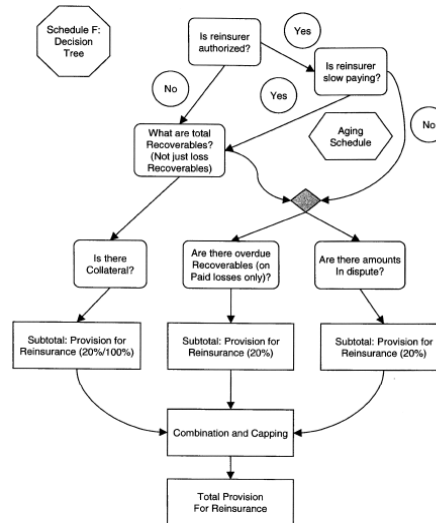 Schedule F:
Decision
Tree
Is reinsurer
authorized?
Yes
Is reinsurer
slow paying?
No
Yes
What are total
Recoverables?
(Not just loss
Recoverables)
Aging
Schedule
No
Is there
Collateral?
Are there overdue
Recoverables (on
Paid losses only)?
Are there amounts
In dispute?
Subtotal: Provision for
Reinsurance (20%/100%)
Subtotal: Provision for
Reinsurance (20%)
Subtotal: Provision for
Reinsurance (20%)
Combination and Capping
Total Provision
For Reinsurance